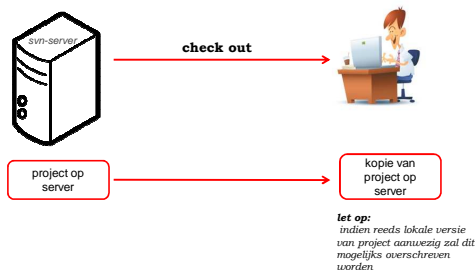 svn-server
check out
project op
server
kopie van
project op
server
let op:
indien reeds lokale versie
van project aanwezig zal dit
mogelijks overschreven
worden